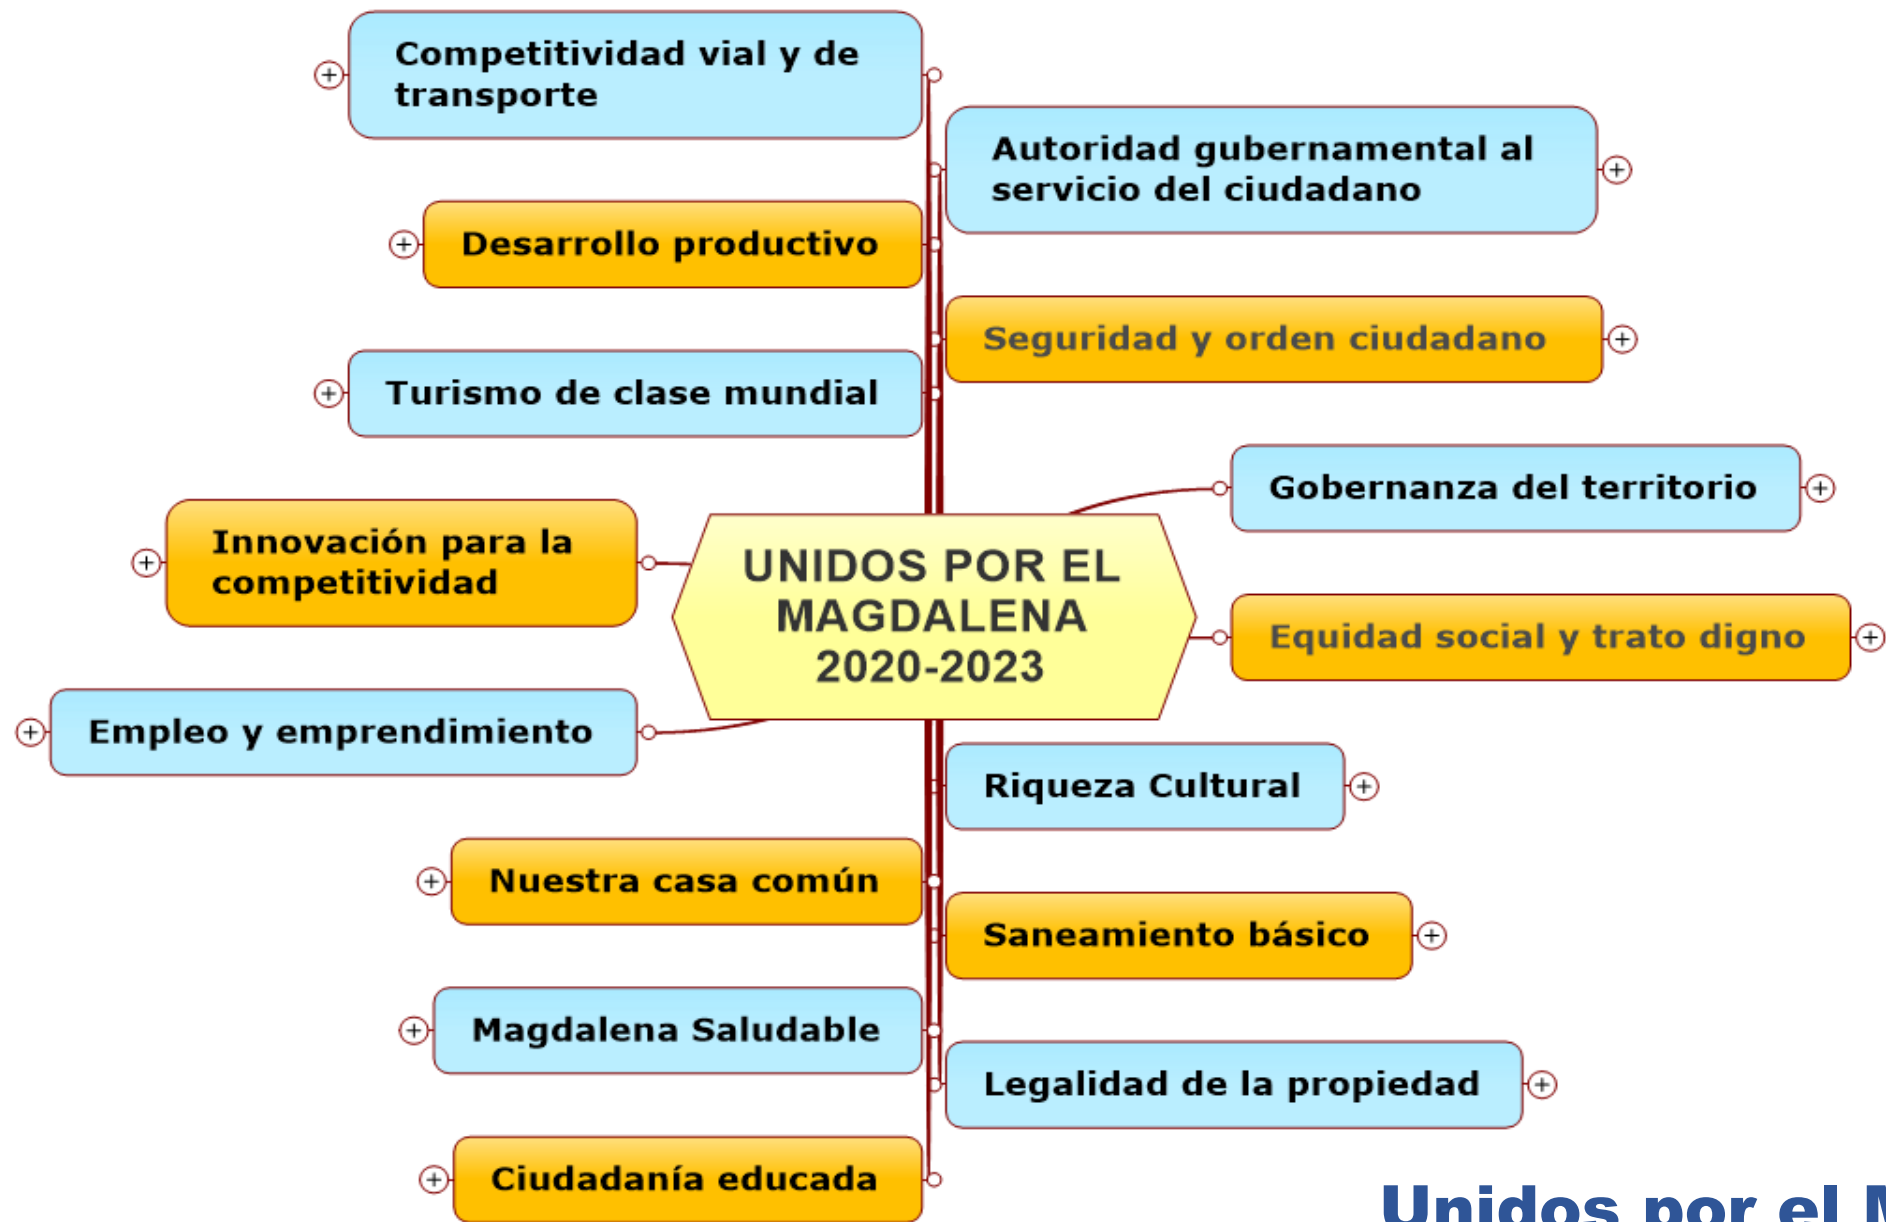 Competitividad vial y de
transporte
Autoridad gubernamental al
servicio del ciudadano
Desarrollo productivo
Seguridad y orden ciudadano
Turismo de clase mundial
Gobernanza del territorio
Innovación para la
competitividad
UNIDOS POR EL
MAGDALENA
2020-2023
Equidad social y trato digno
Empleo y emprendimiento
Riqueza Cultural
Nuestra casa común
Saneamiento básico
Magdalena Saludable
Legalidad de la propiedad
Ciudadanía educada
Unidos por el M